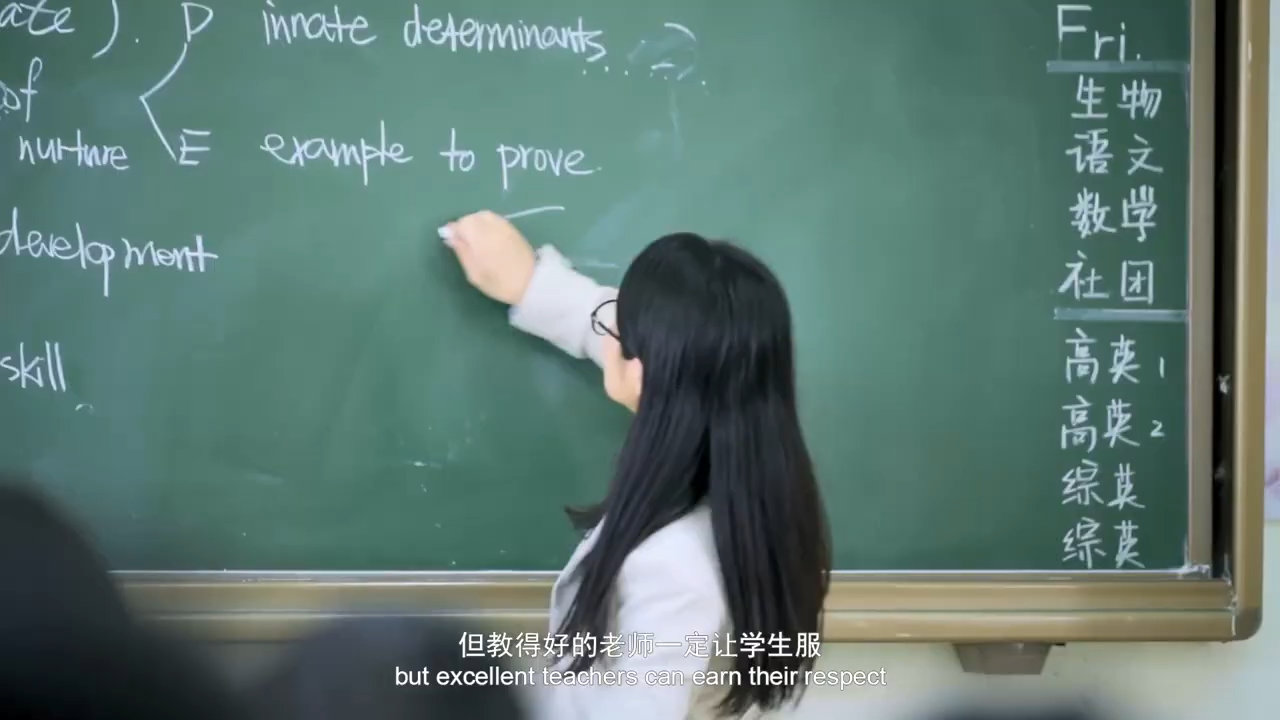 ate). D innate determinants...
of
nurture E example to prove.
development
skill
Fri.
生物
语文
数学
社团
高英1
高英2
综英
综英
但教得好的老师一定让学生服
but excellent teachers can earn their respect